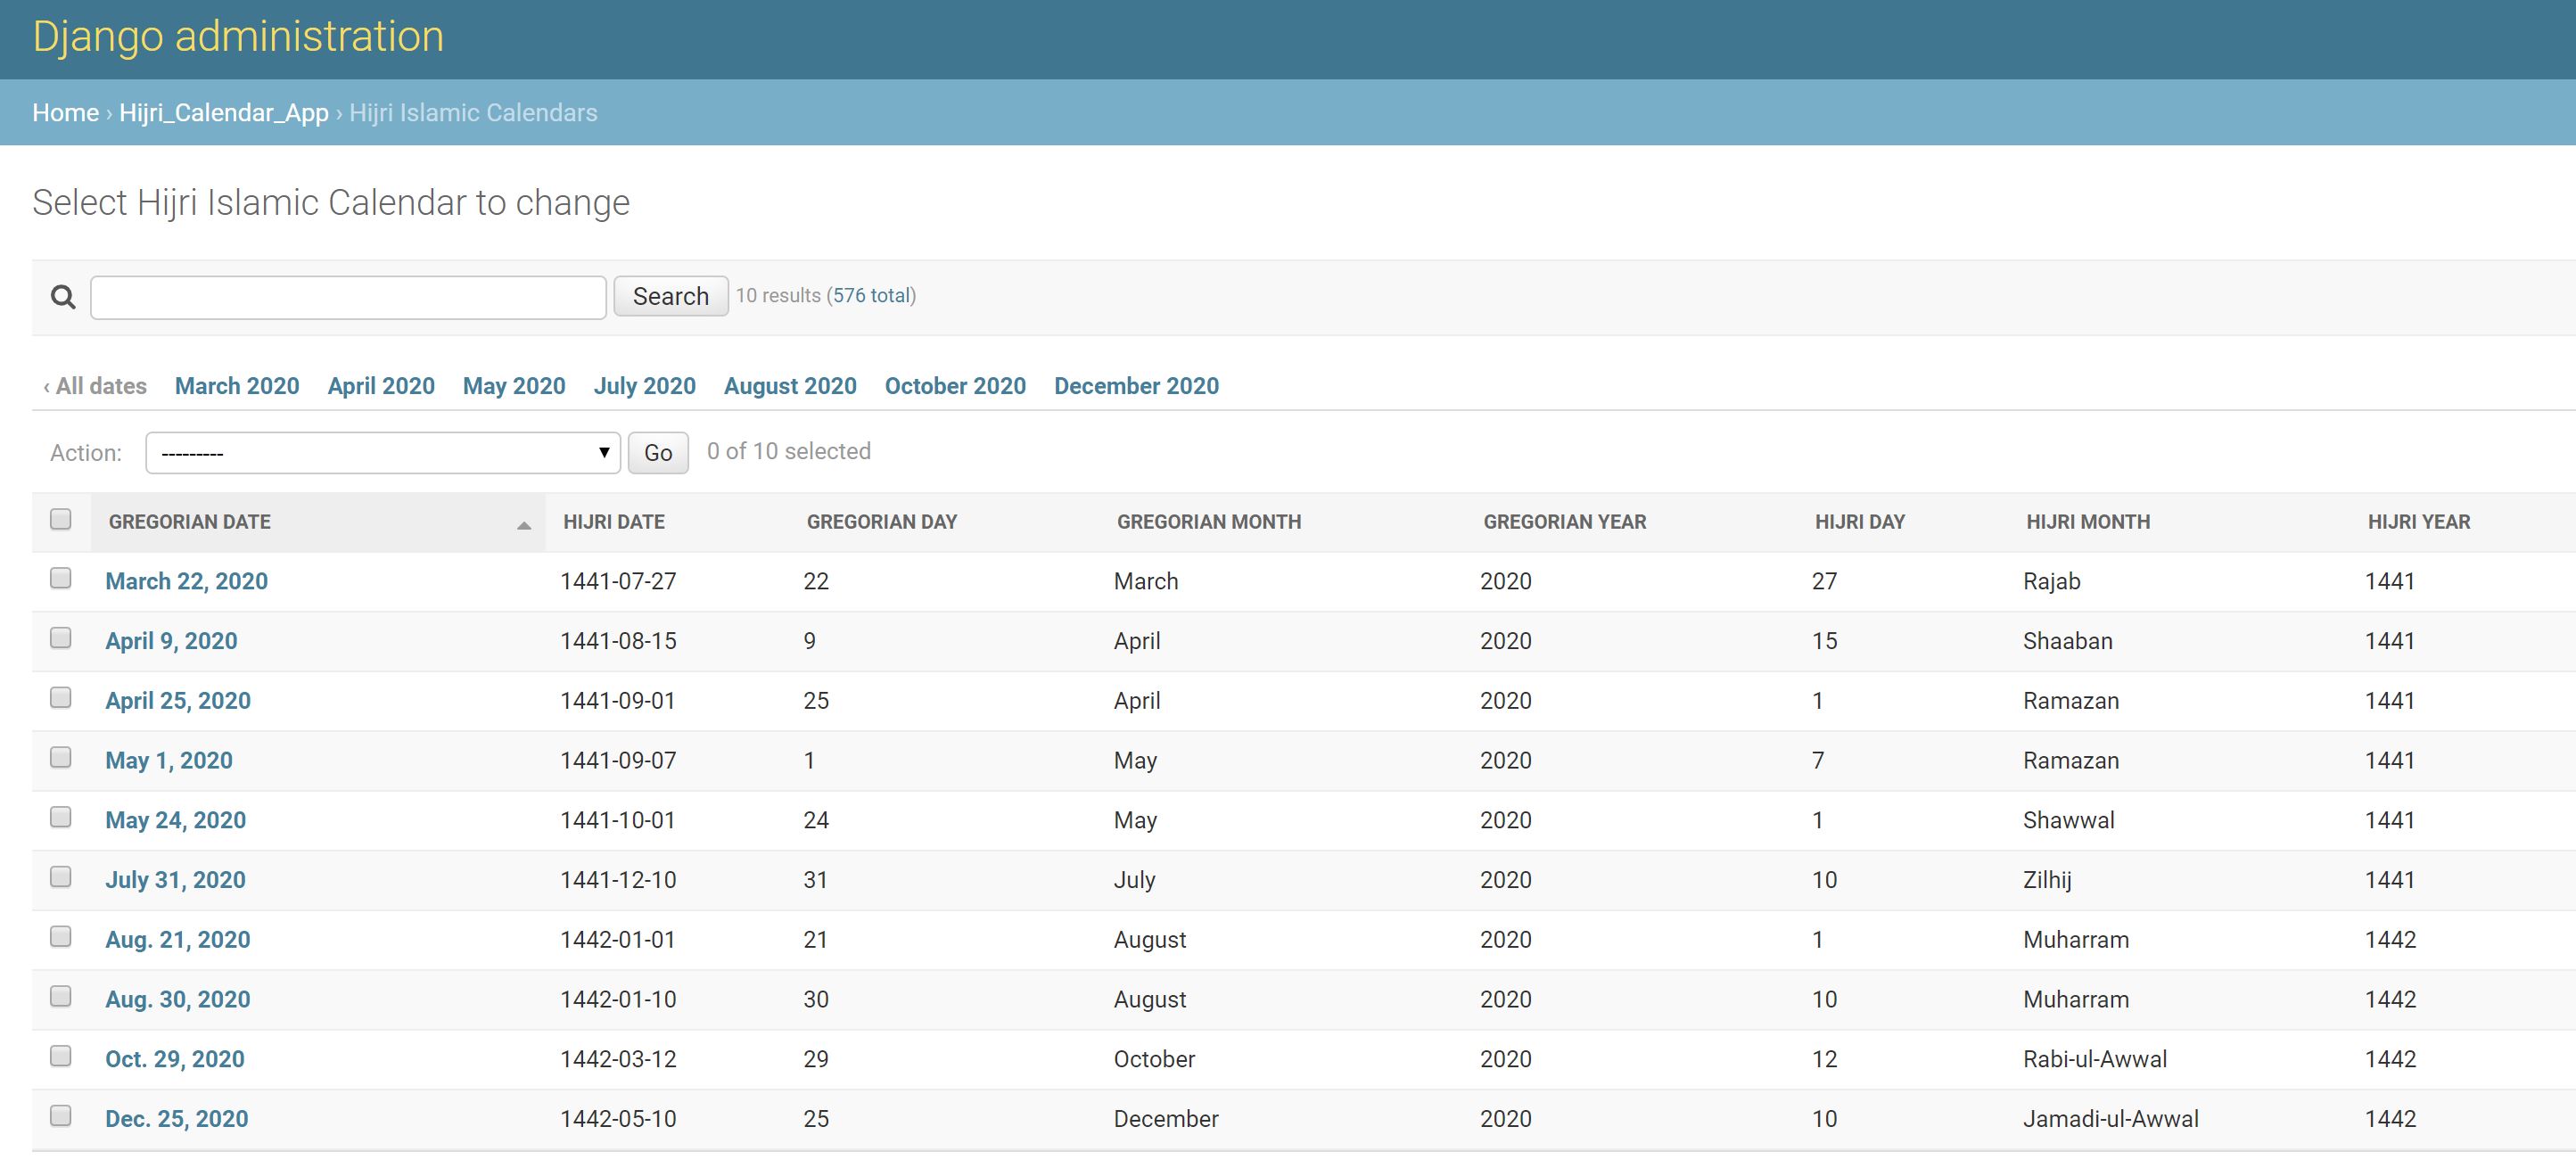 Django administration
Home › Hijri_Calendar_App › Hijri Islamic Calendars
Select Hijri Islamic Calendar to change
Search 10 results (576 total)
‹ All dates March 2020 April 2020 May 2020 July 2020 August 2020 October 2020 December 2020
Action: --------- Go 0 of 10 selected
GREGORIAN DATE HIJRI DATE GREGORIAN DAY GREGORIAN MONTH GREGORIAN YEAR HIJRI DAY HIJRI MONTH HIJRI YEAR
March 22, 2020 1441-07-27 22 March 2020 27 Rajab 1441
April 9, 2020 1441-08-15 9 April 2020 15 Shaaban 1441
April 25, 2020 1441-09-01 25 April 2020 1 Ramazan 1441
May 1, 2020 1441-09-07 1 May 2020 7 Ramazan 1441
May 24, 2020 1441-10-01 24 May 2020 1 Shawwal 1441
July 31, 2020 1441-12-10 31 July 2020 10 Zilhij 1441
Aug. 21, 2020 1442-01-01 21 August 2020 1 Muharram 1442
Aug. 30, 2020 1442-01-10 30 August 2020 10 Muharram 1442
Oct. 29, 2020 1442-03-12 29 October 2020 12 Rabi-ul-Awwal 1442
Dec. 25, 2020 1442-05-10 25 December 2020 10 Jamadi-ul-Awwal 1442